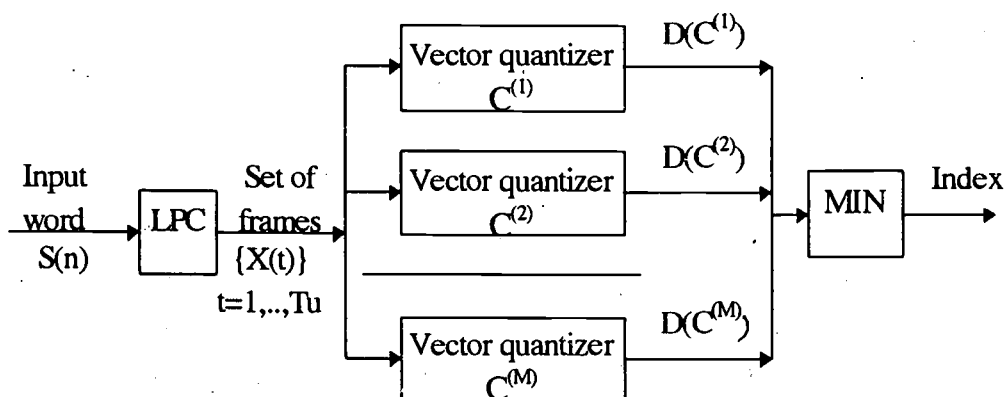 D(C^(1))
Vector quantizer
C^(1)
Input
word
S(n)
LPC
Set of
frames
{X(t)}
t=1,..,Tu
D(C^(2))
Vector quantizer
C^(2)
MIN
Index
D(C^(M))
Vector quantizer
C^(M)